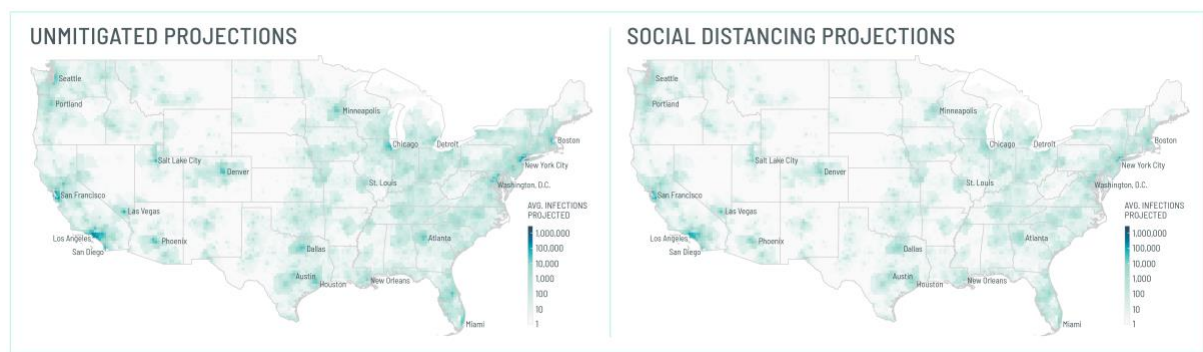 UNMITIGATED PROJECTIONS
Seattle
Portland
Minneapolis
Boston
Chicago
Detroit
Salt Lake City
New York City
Denver
St. Louis
Washington, D.C.
San Francisco
Las Vegas
AVG. INFECTIONS
PROJECTED
1,000,000
100,000
10,000
1,000
100
10
1
Los Angeles
Phoenix
Atlanta
San Diego
Dallas
Austin
Houston
New Orleans
Miami
SOCIAL DISTANCING PROJECTIONS
Seattle
Portland
Minneapolis
Boston
Chicago
Detroit
Salt Lake City
New York City
Denver
St. Louis
Washington, D.C.
San Francisco
Las Vegas
AVG. INFECTIONS
PROJECTED
1,000,000
100,000
10,000
1,000
100
10
1
Los Angeles
Phoenix
Atlanta
San Diego
Dallas
Austin
Houston
New Orleans
Miami